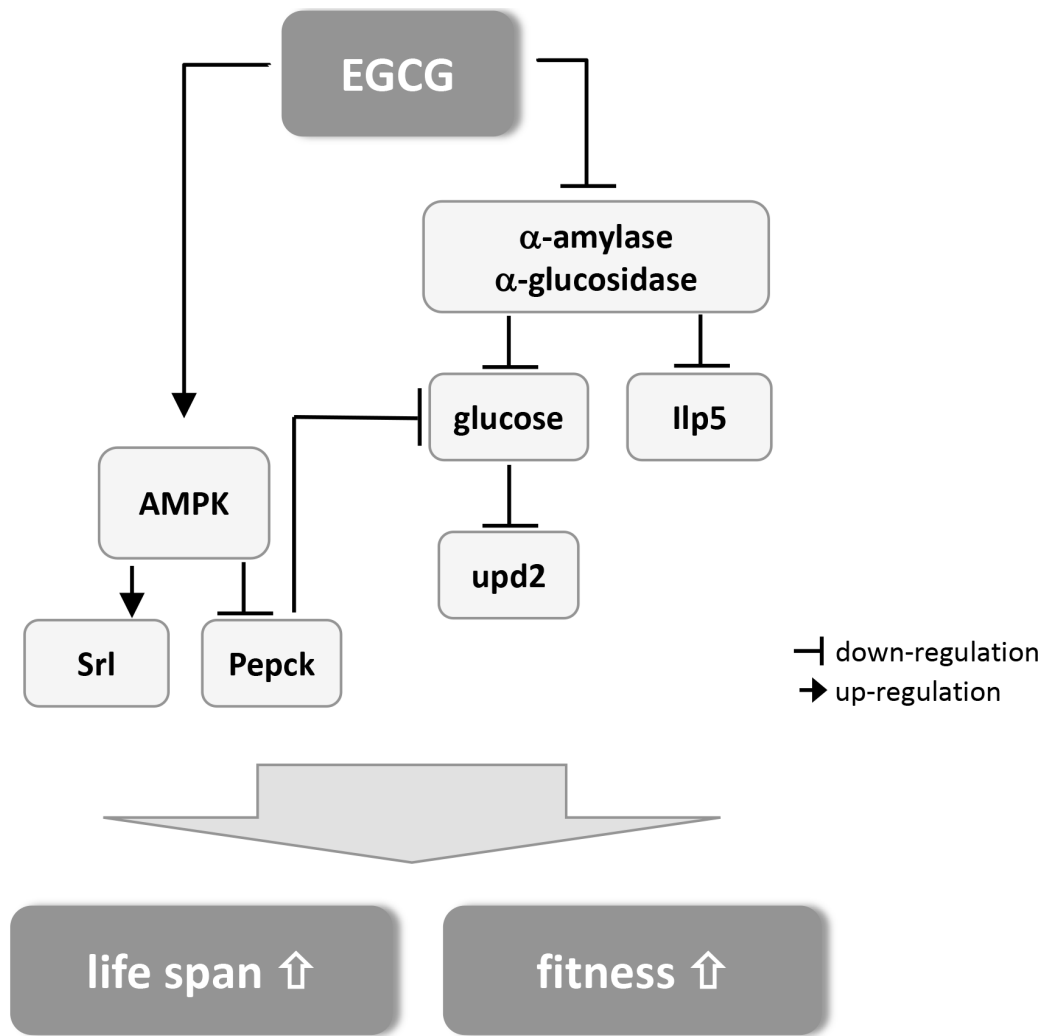 EGCG
α-amylase
α-glucosidase
glucose
Ilp5
AMPK
upd2
Srl
Pepck
down-regulation
up-regulation
life span ⇧
fitness ⇧